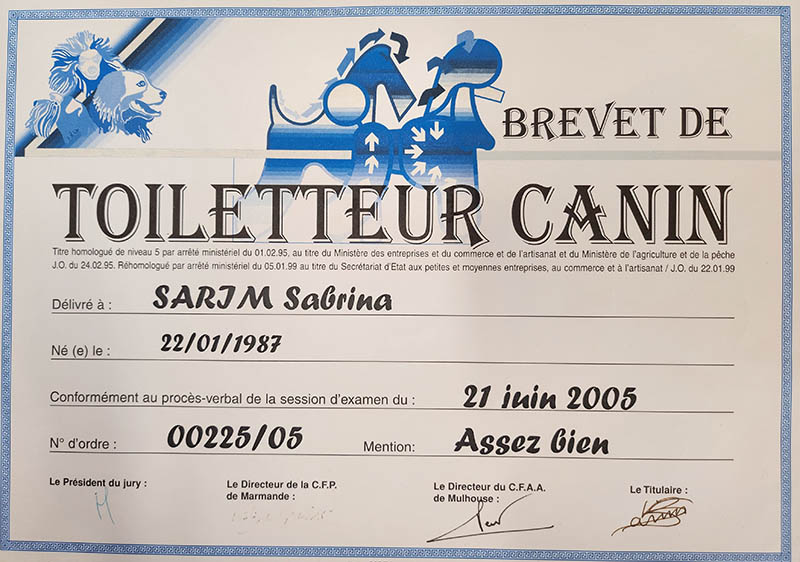 BREVET DE
TOILETTEUR CANIN
Titre homologué de niveau 5 par arrêté ministériel du 01.02.95, au titre du Ministère des entreprises et du commerce et de l'artisanat et du Ministère de l'agriculture et de la pêche
J.O. du 24.02.95. Réhomologué par arrêté ministériel du 05.01.99 au titre du Secrétariat d'Etat aux petites et moyennes entreprises, au commerce et à l'artisanat / J.O. du 22.01.99
Délivré à : SARIM Sabrina
Né (e) le : 22/01/1987
Conformément au procès-verbal de la session d'examen du : 21 juin 2005
N° d'ordre : 00225/05 Mention: Assez bien
Le Président du jury : Le Directeur de la C.F.P. Le Directeur du C.F.A.A. Le Titulaire :
de Marmande : de Mulhouse :